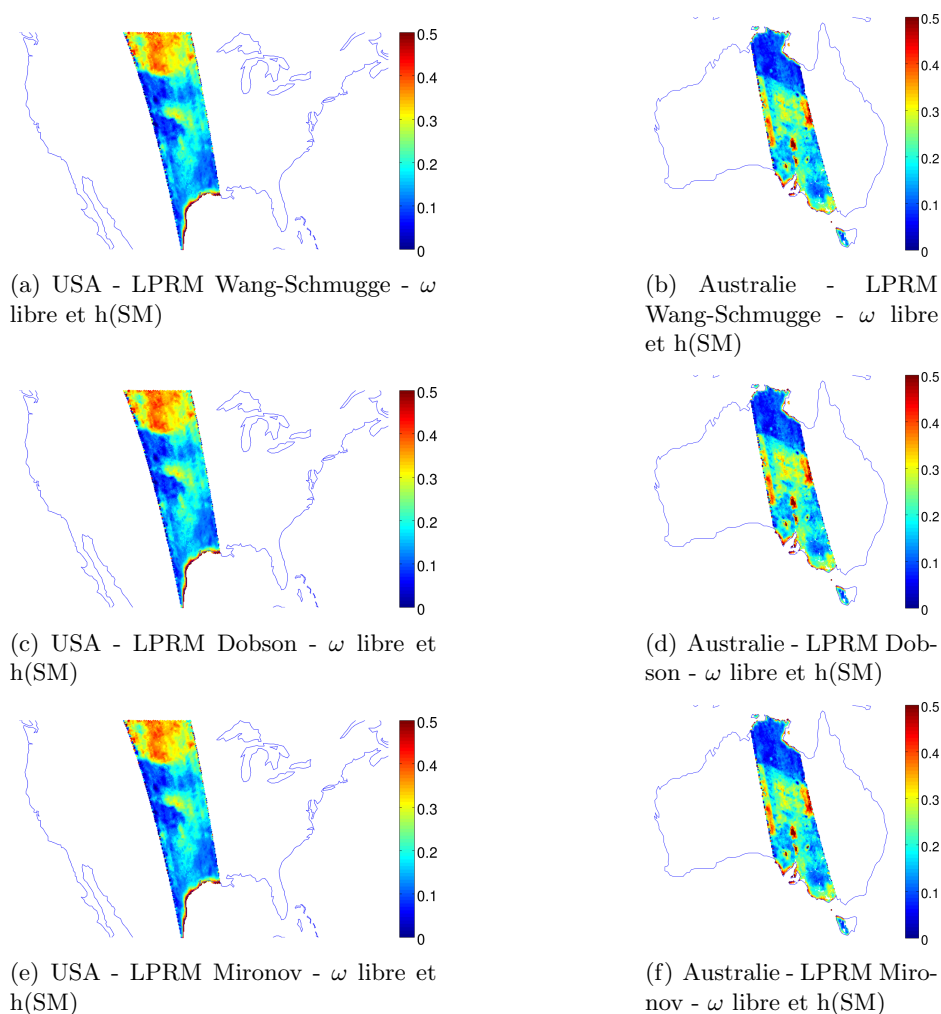 0.5
0.4
0.3
0.2
0.1
0
(a) USA - LPRM Wang-Schmugge - ω
libre et h(SM)
0.5
0.4
0.3
0.2
0.1
0
(b) Australie - LPRM
Wang-Schmugge - ω libre
et h(SM)
0.5
0.4
0.3
0.2
0.1
0
(c) USA - LPRM Dobson - ω libre et
h(SM)
0.5
0.4
0.3
0.2
0.1
0
(d) Australie - LPRM Dob-
son - ω libre et h(SM)
0.5
0.4
0.3
0.2
0.1
0
(e) USA - LPRM Mironov - ω libre et
h(SM)
0.5
0.4
0.3
0.2
0.1
0
(f) Australie - LPRM Miro-
nov - ω libre et h(SM)